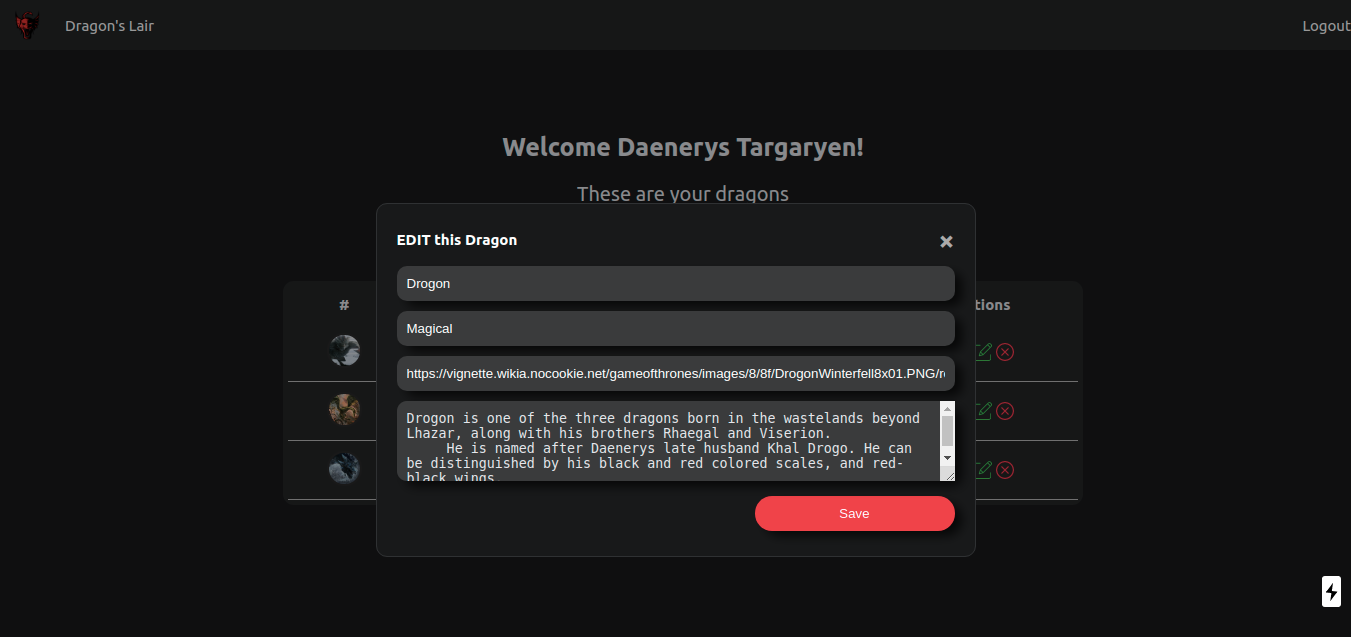 Dragon's Lair
Logout
Welcome Daenerys Targaryen!
These are your dragons
EDIT this Dragon
Drogon
#
tions
Magical
https://vignette.wikia.nocookie.net/gameofthrones/images/8/8f/DrogonWinterfell8x01.PNG/r
Drogon is one of the three dragons born in the wastelands beyond
Lhazar, along with his brothers Rhaegal and Viserion.
He is named after Daenerys late husband Khal Drogo. He can
be distinguished by his black and red colored scales, and red-
black wings.
Save